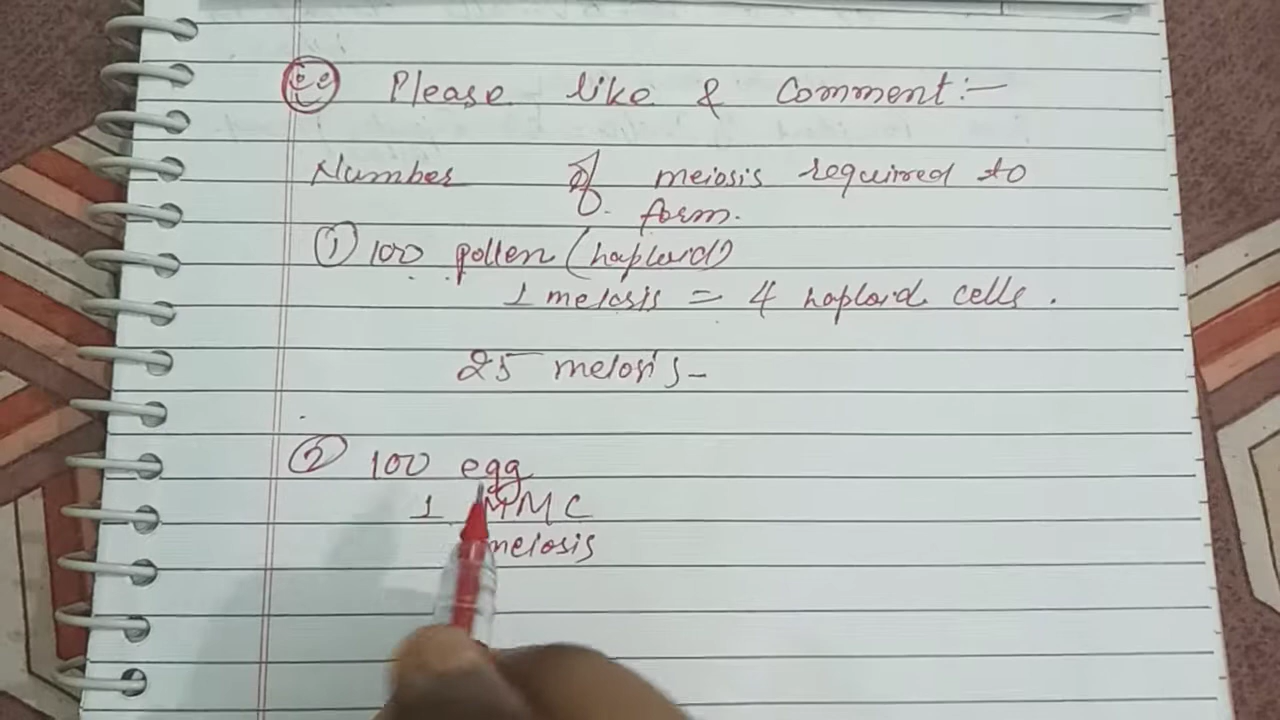 Please like & Comment:-
Number of meiosis required to
form.
① 100 pollen (haploid)
1 meiosis = 4 haploid cells.
25 meiosis-
② 100 egg
1 MMC
meiosis